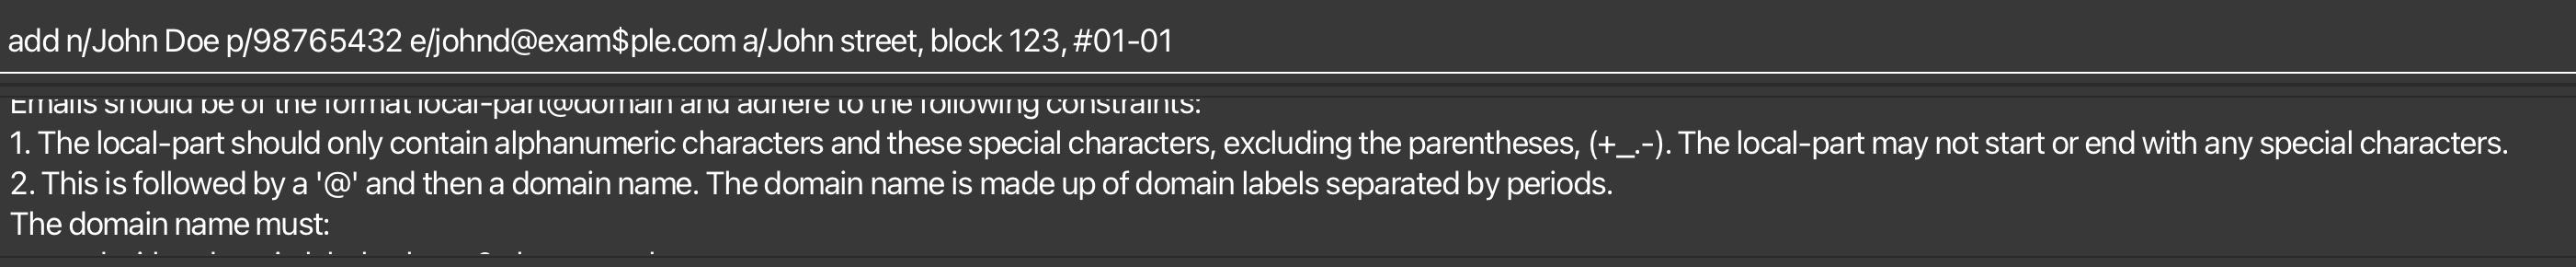 add n/John Doe p/98765432 e/johnd@exam$ple.com a/John street, block 123, #01-01
Emails should be of the format local-part@domain and adhere to the following constraints:
1. The local-part should only contain alphanumeric characters and these special characters, excluding the parentheses, (+_.-). The local-part may not start or end with any special characters.
2. This is followed by a '@' and then a domain name. The domain name is made up of domain labels separated by periods.
The domain name must: